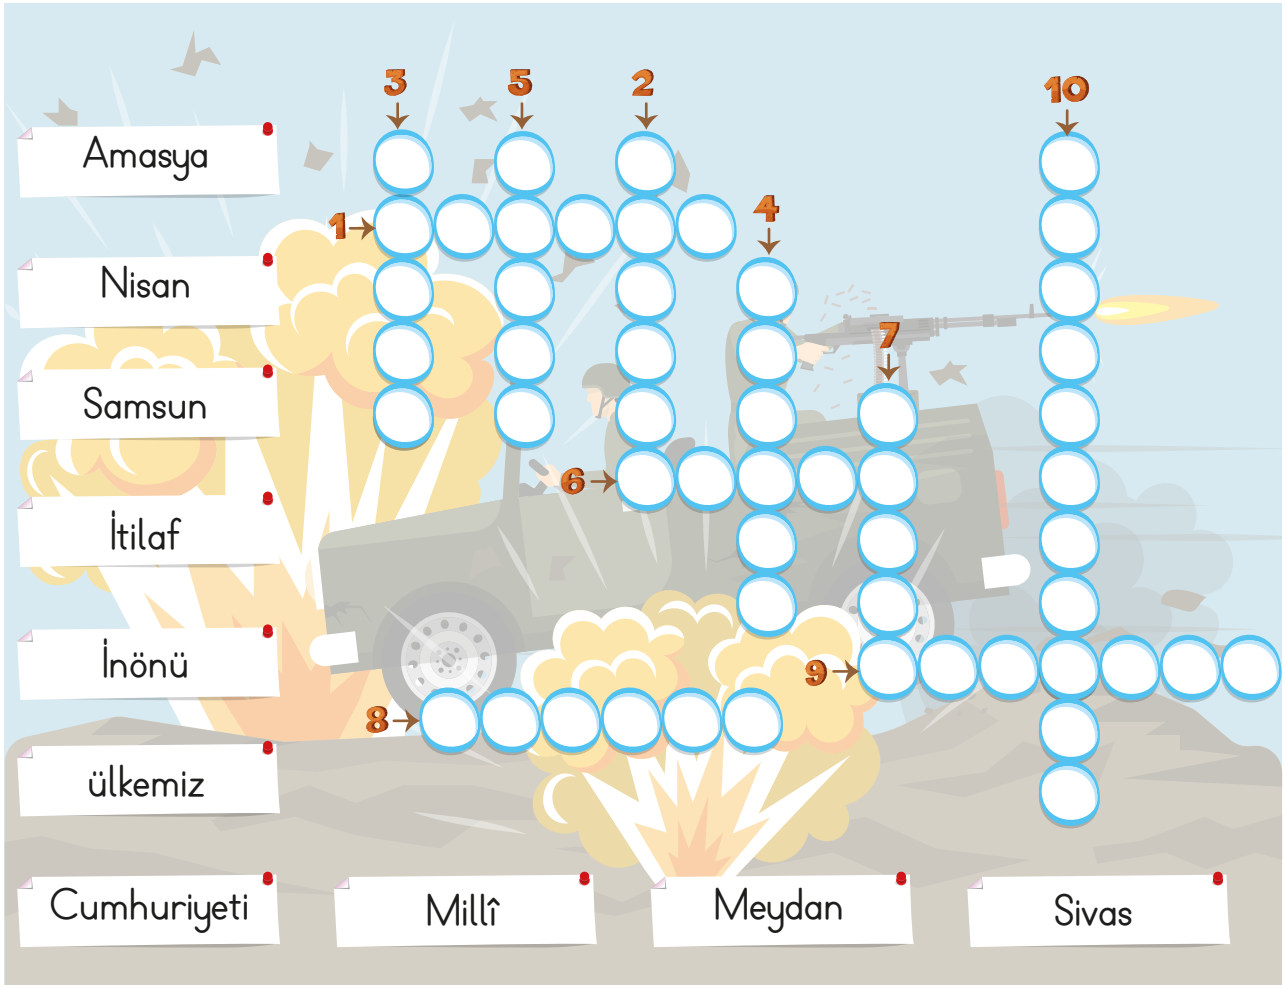 3
5
2
10
Amasya
4
1
Nisan
7
Samsun
6
İtilaf
İnönü
9
8
ülkemiz
Cumhuriyeti
Millî
Meydan
Sivas